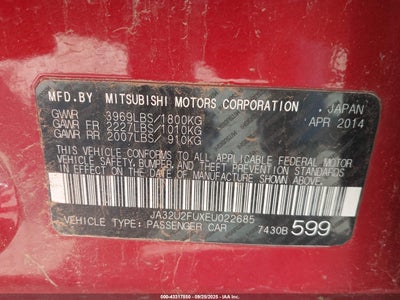 MFD.BY MITSUBISHI MOTORS CORPORATION JAPAN
GVWR 3969LBS/1800KG APR 2014
GAWR FR 2227LBS/1010KG
GAWR RR 2007LBS/ 910KG
THIS VEHICLE CONFORMS TO ALL APPLICABLE FEDERAL MOTOR
VEHICLE SAFETY, BUMPER, AND THEFT PREVENTION STANDARDS
IN EFFECT ON THE DATE OF MANUFACTURE SHOWN ABOVE.
JA32U2FUXEU022685
VEHICLE TYPE: PASSENGER CAR 7430B 599
000-43317550 - 09/25/2025 - IAAI.COM